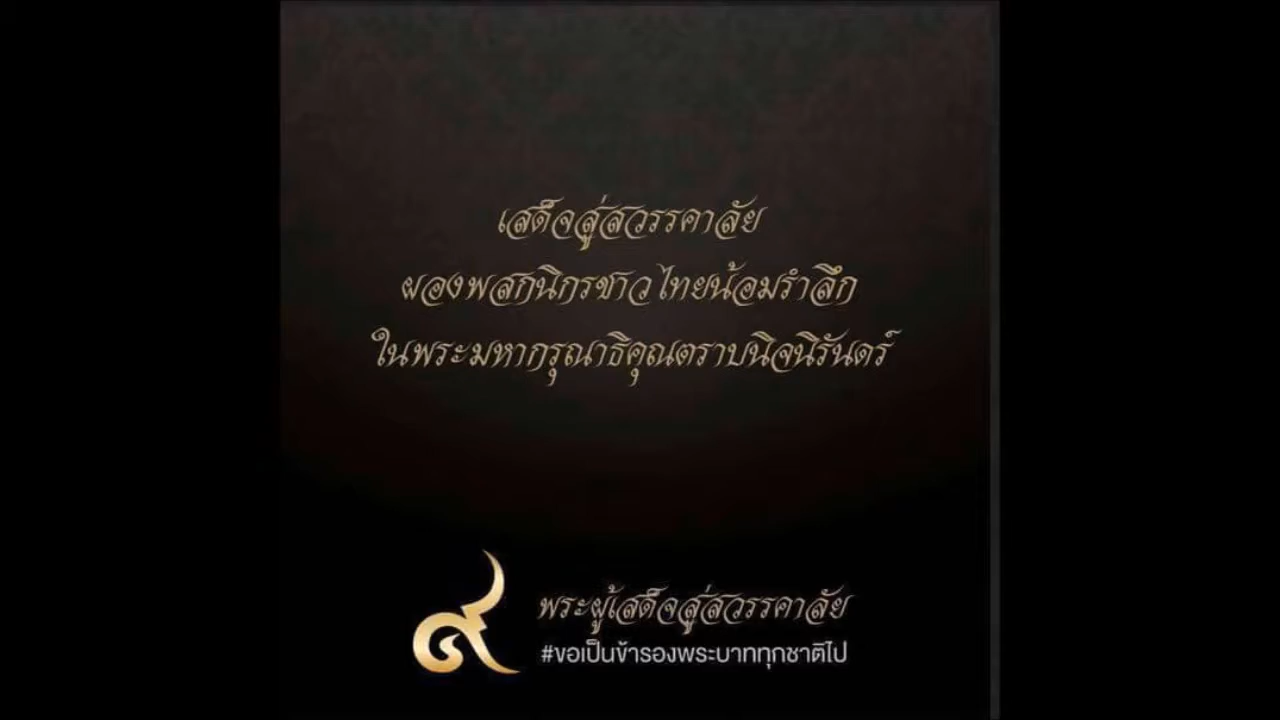 เสด็จสู่สวรรคาลัย
ผองพสกนิกรชาวไทยน้อมรำลึก
ในพระมหากรุณาธิคุณตราบนิจนิรันดร์
๙
พระผู้เสด็จสู่สวรรคาลัย
#ขอเป็นข้ารองพระบาททุกชาติไป